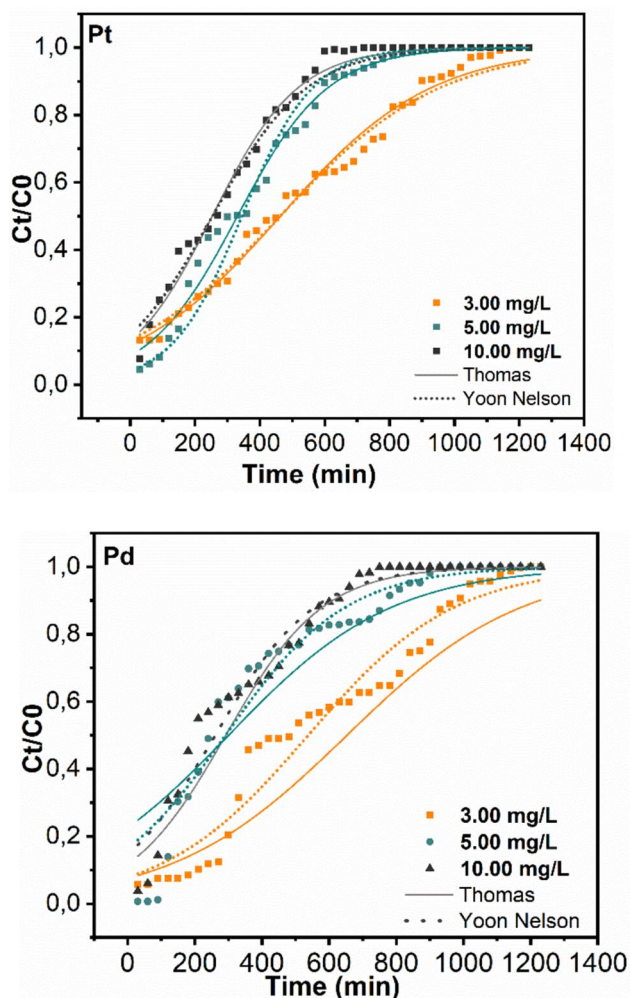 Pt
1,0
0,8
0,6
0,4
0,2
0,0
Ct/C0
3.00 mg/L
5.00 mg/L
10.00 mg/L
Thomas
Yoon Nelson
0 200 400 600 800 1000 1200 1400
Time (min)
Pd
1,0
0,8
0,6
0,4
0,2
0,0
Ct/C0
3.00 mg/L
5.00 mg/L
10.00 mg/L
Thomas
Yoon Nelson
0 200 400 600 800 1000 1200 1400
Time (min)